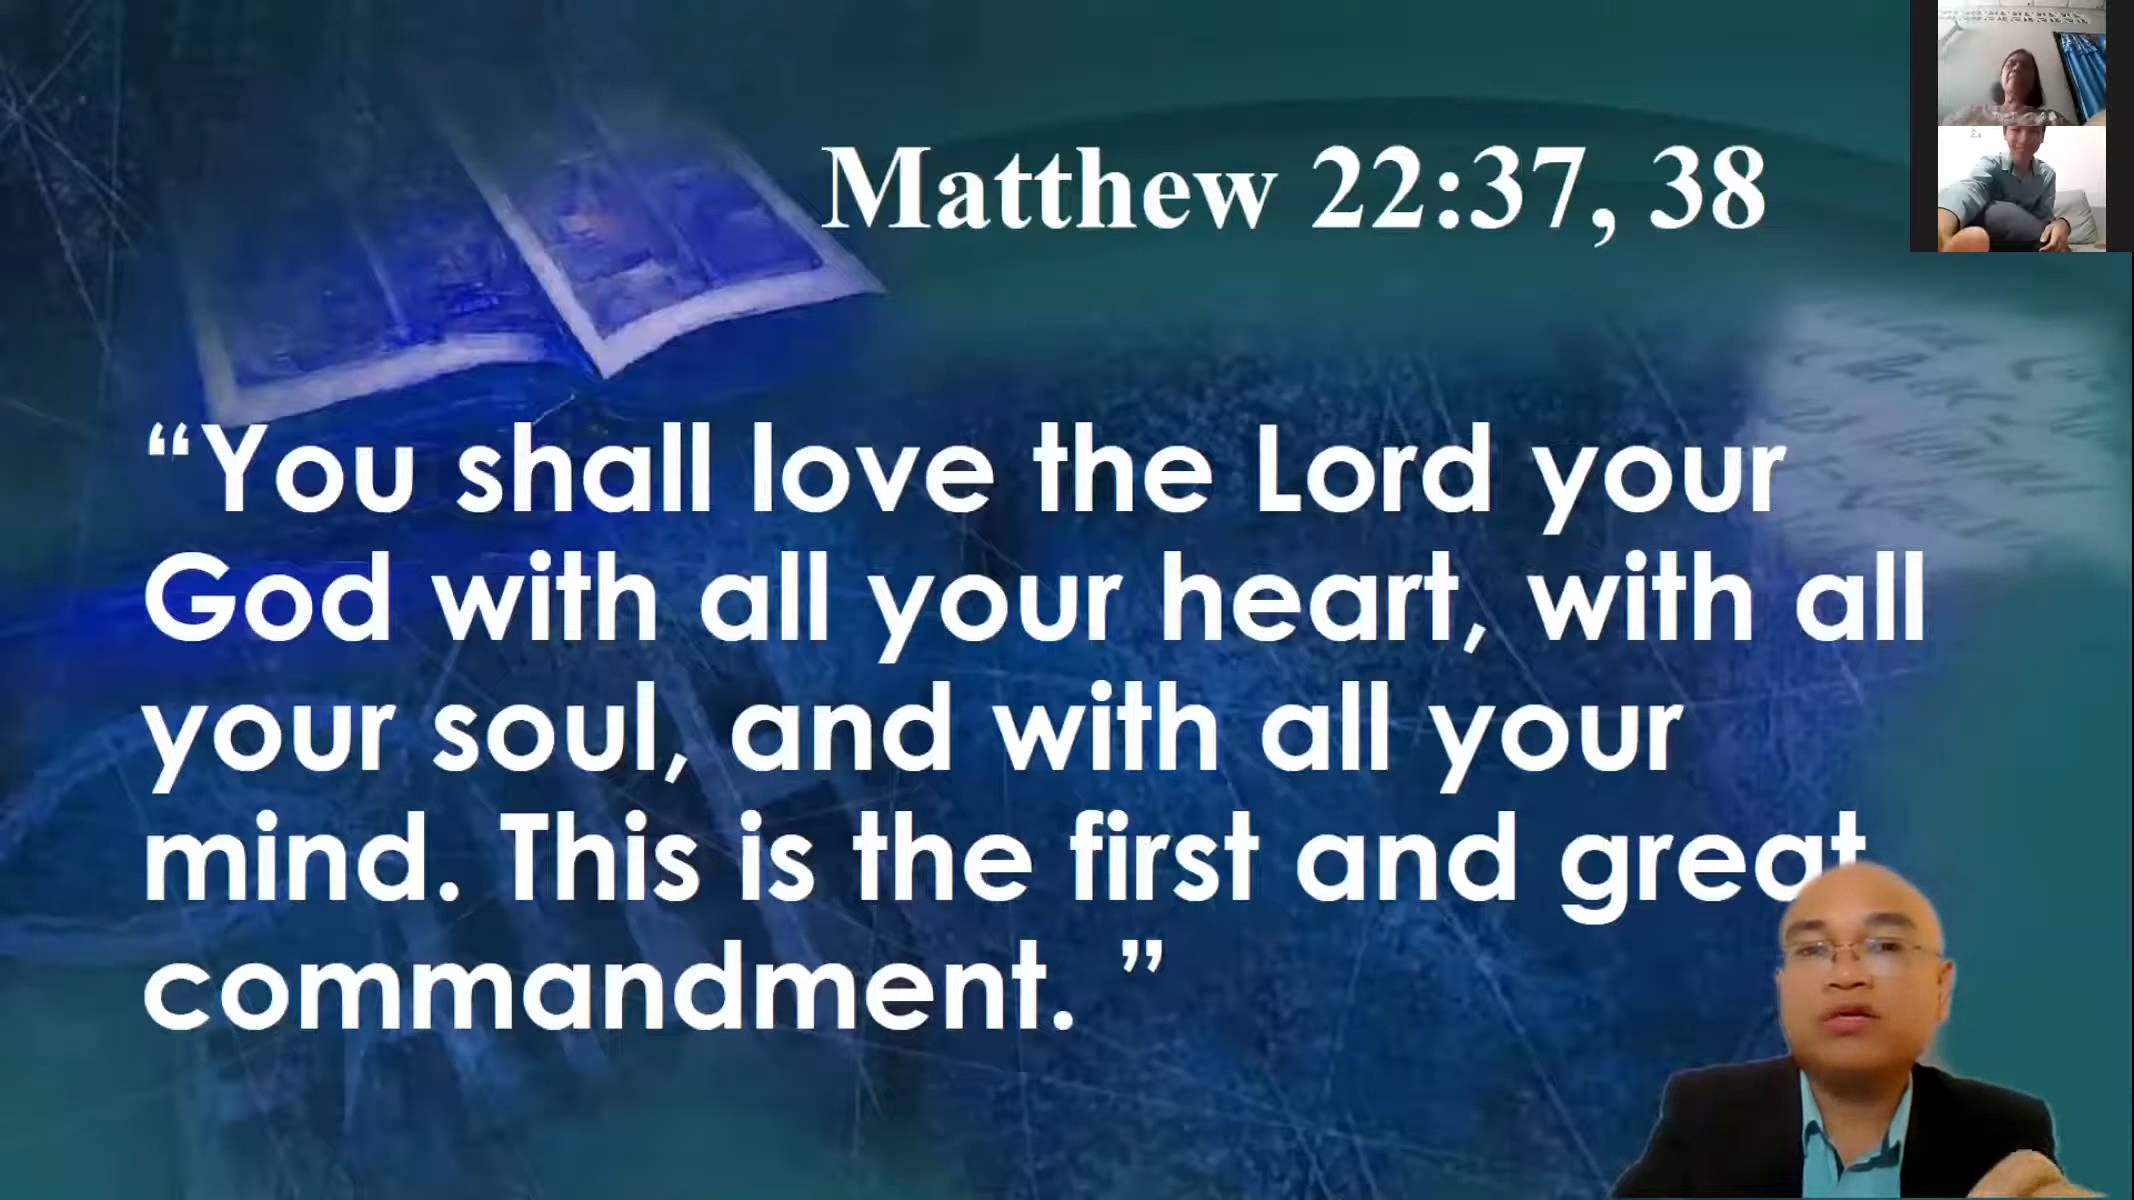 Matthew 22:37, 38
“You shall love the Lord your
God with all your heart, with all
your soul, and with all your
mind. This is the first and great
commandment. ”